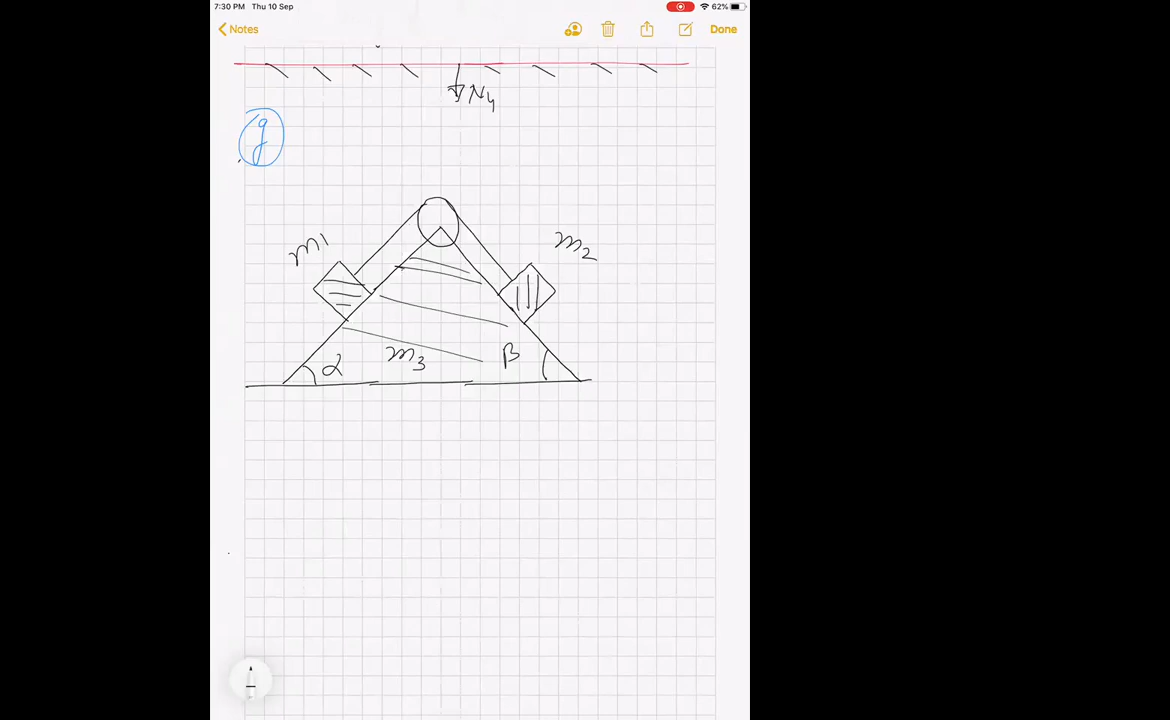 7:30 PM Thu 10 Sep
62%
Notes
Done
N4
g
m1
m2
α
m3
β